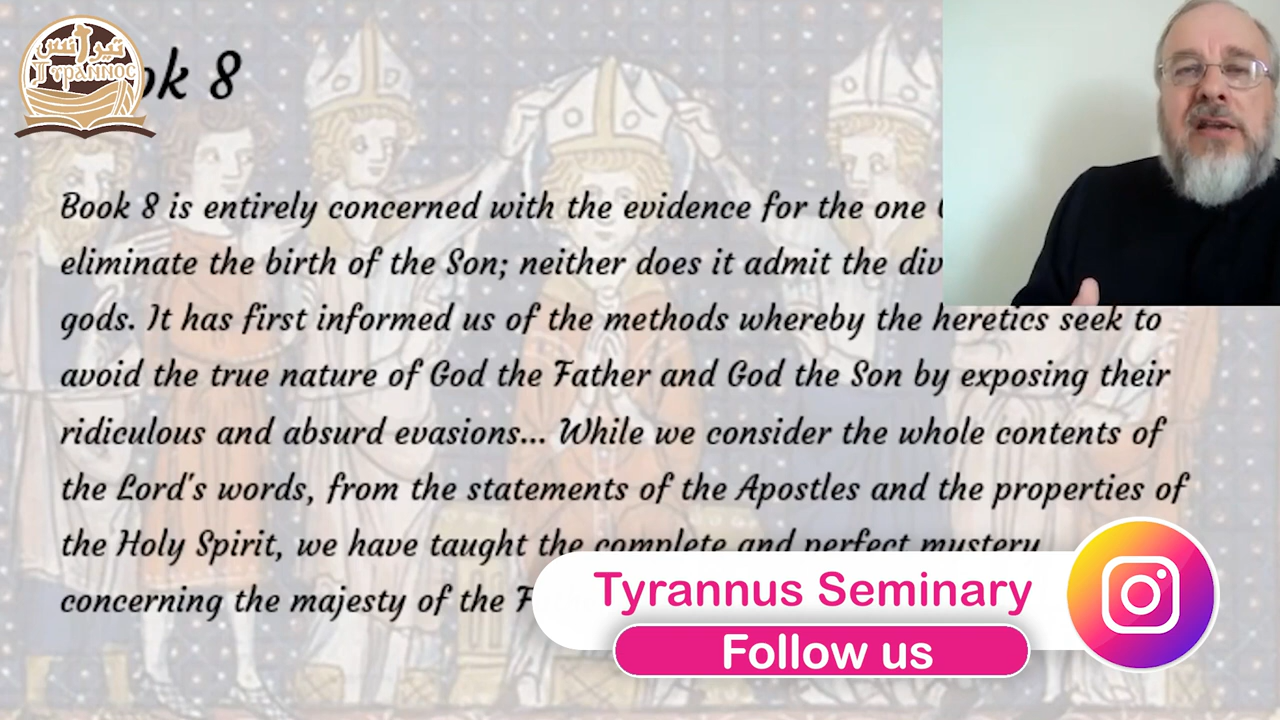 تيرانس
Τυραννος
ok 8
Book 8 is entirely concerned with the evidence for the one
eliminate the birth of the Son; neither does it admit the div
gods. It has first informed us of the methods whereby the heretics seek to
avoid the true nature of God the Father and God the Son by exposing their
ridiculous and absurd evasions... While we consider the whole contents of
the Lord's words, from the statements of the Apostles and the properties of
the Holy Spirit, we have taught the complete and perfect mystery
concerning the majesty of the F
Tyrannus Seminary
Follow us